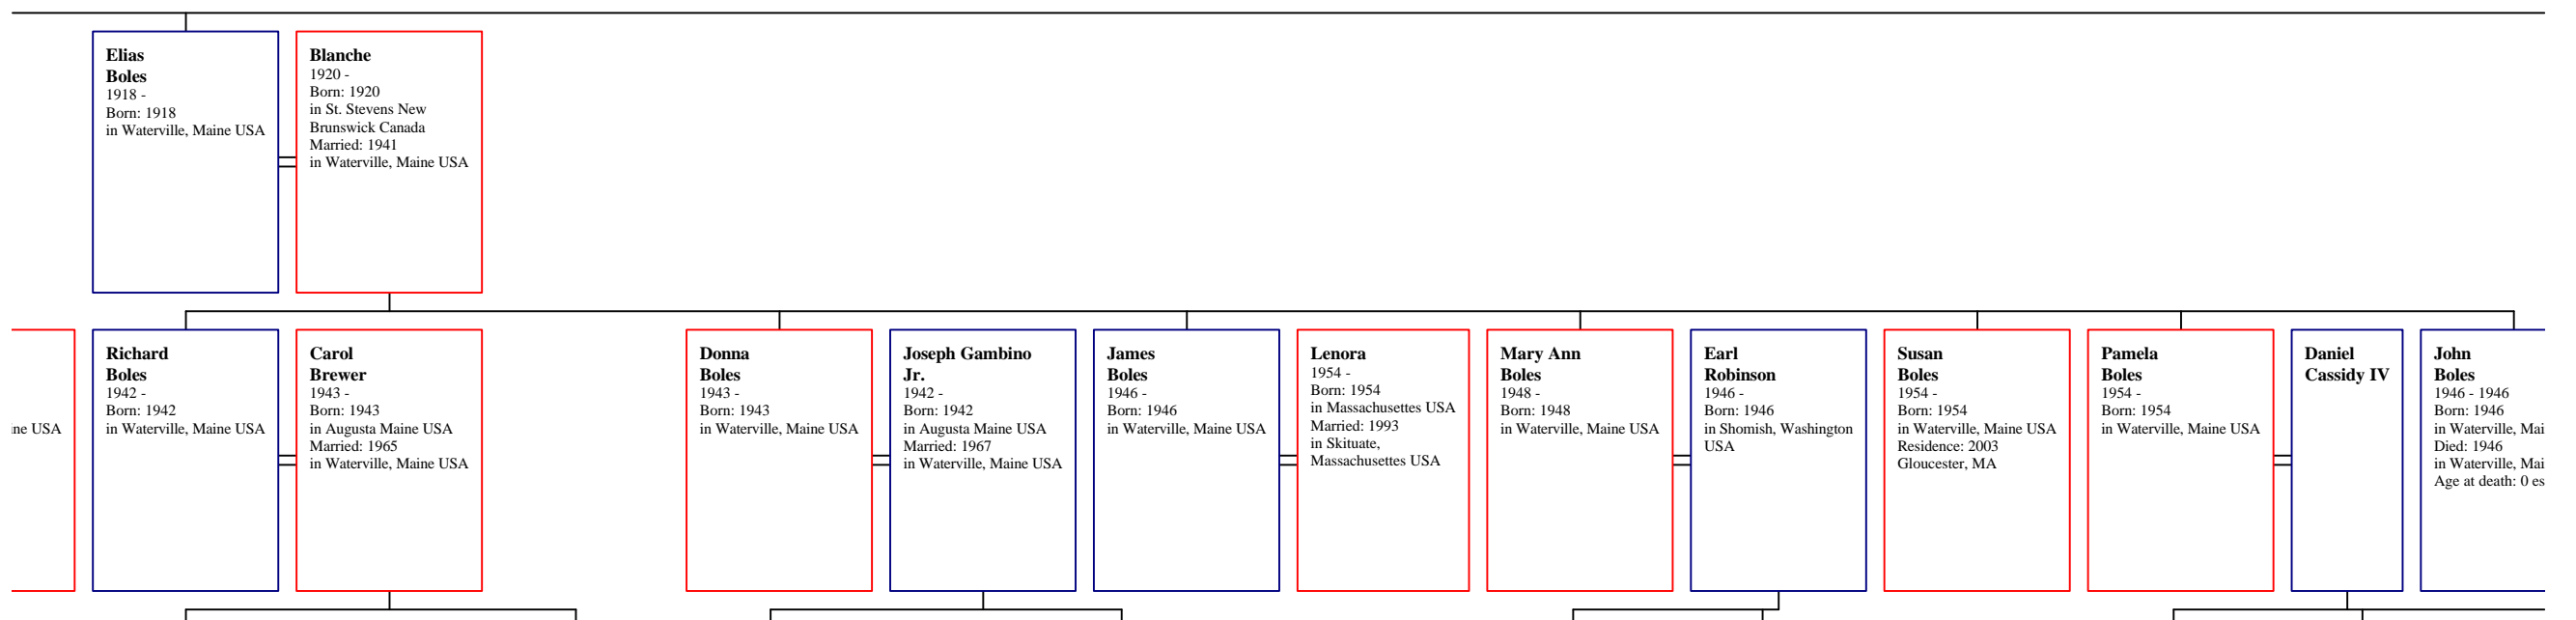 Elias
Boles
1918 -
Born: 1918
in Waterville, Maine USA
Blanche
1920 -
Born: 1920
in St. Stevens New
Brunswick Canada
Married: 1941
in Waterville, Maine USA
ine USA
Richard
Boles
1942 -
Born: 1942
in Waterville, Maine USA
Carol
Brewer
1943 -
Born: 1943
in Augusta Maine USA
Married: 1965
in Waterville, Maine USA
Donna
Boles
1943 -
Born: 1943
in Waterville, Maine USA
Joseph Gambino
Jr.
1942 -
Born: 1942
in Augusta Maine USA
Married: 1967
in Waterville, Maine USA
James
Boles
1946 -
Born: 1946
in Waterville, Maine USA
Lenora
1954 -
Born: 1954
in Massachusettes USA
Married: 1993
in Skituate,
Massachusettes USA
Mary Ann
Boles
1948 -
Born: 1948
in Waterville, Maine USA
Earl
Robinson
1946 -
Born: 1946
in Shomish, Washington
USA
Susan
Boles
1954 -
Born: 1954
in Waterville, Maine USA
Residence: 2003
Gloucester, MA
Pamela
Boles
1954 -
Born: 1954
in Waterville, Maine USA
Daniel
Cassidy IV
John
Boles
1946 - 1946
Born: 1946
in Waterville, Mai
Died: 1946
in Waterville, Mai
Age at death: 0 es